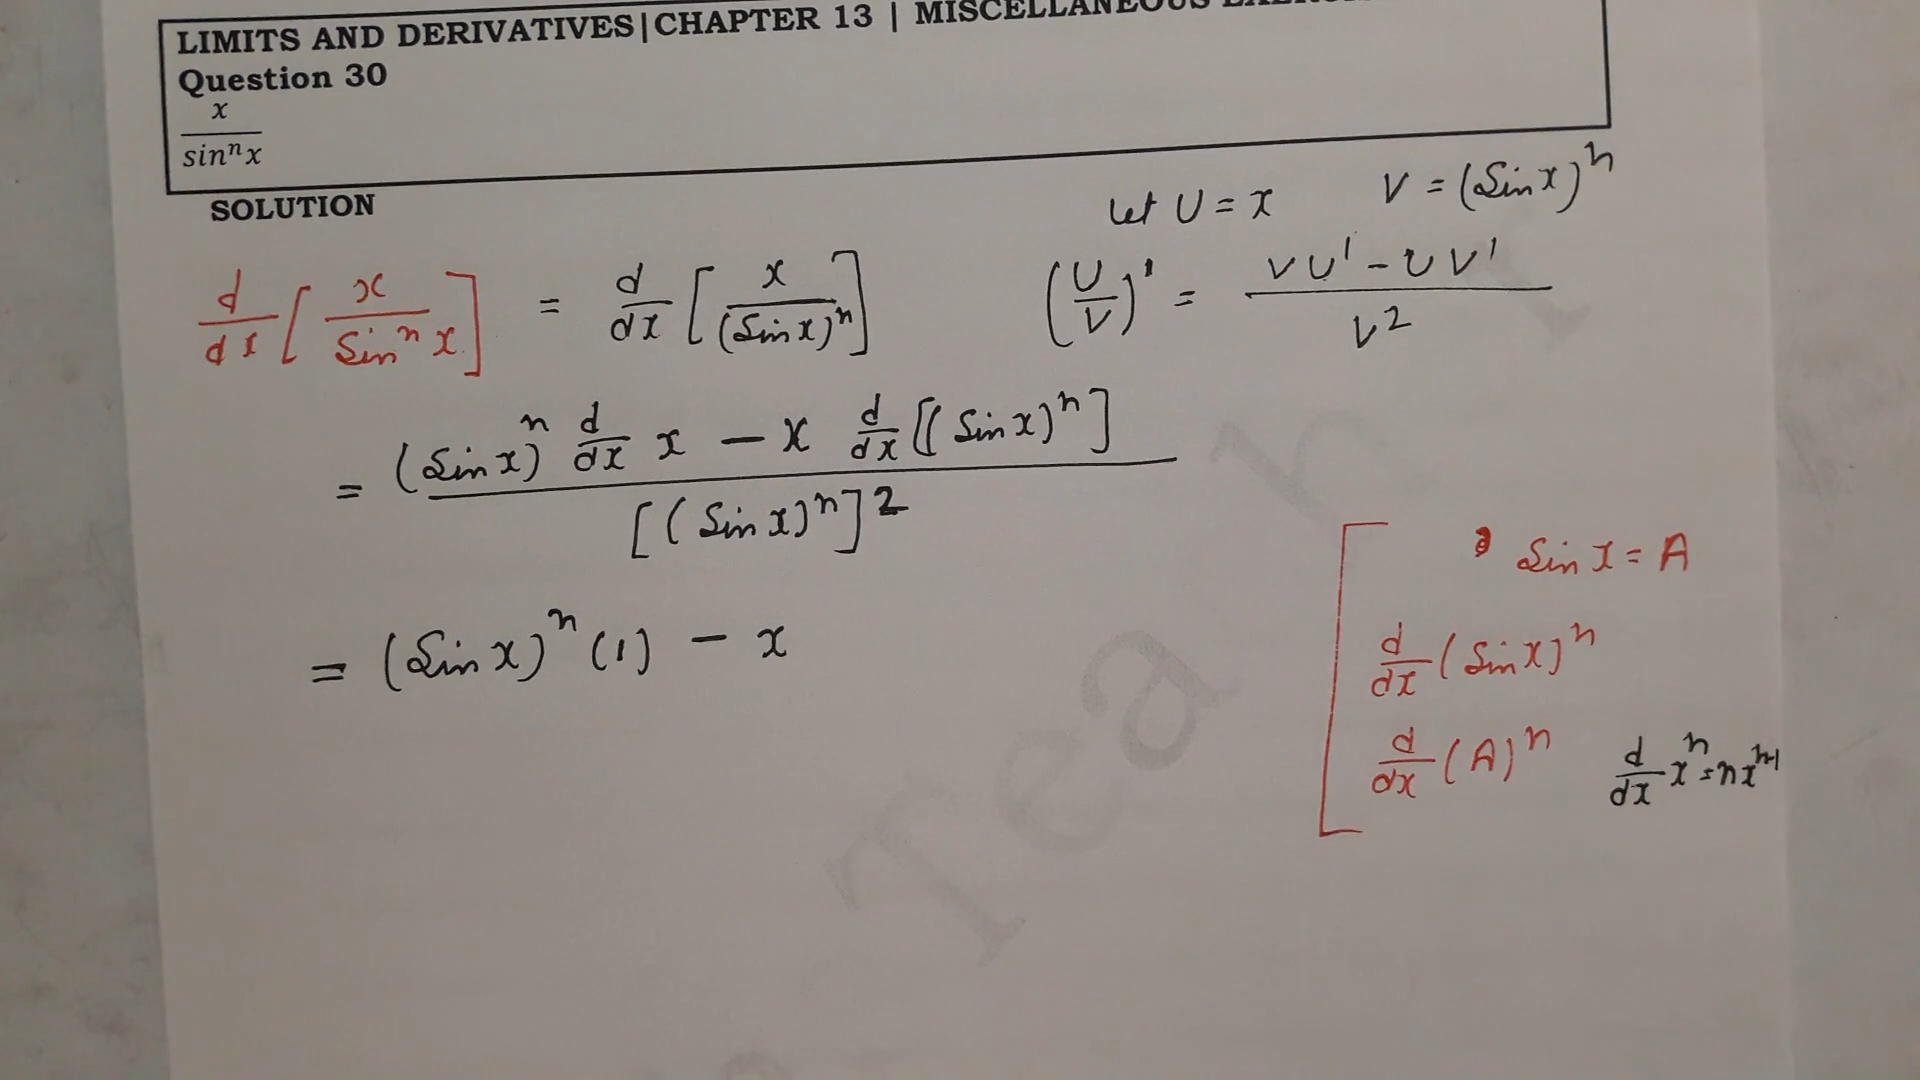 LIMITS AND DERIVATIVES|CHAPTER 13 | MISCELLANEOUS
Question 30
x
sinⁿx
SOLUTION
let U = x V = (Sin x)ⁿ
d/dx [x / Sinⁿ x] = d/dx [x / (Sin x)ⁿ] (U/V)' = (VU' - UV') / V²
= ((Sin x)ⁿ d/dx x - x d/dx [(Sin x)ⁿ]) / [(Sin x)ⁿ]²
Sin x = A
= (Sin x)ⁿ (1) - x
d/dx (Sin x)ⁿ
d/dx (A)ⁿ d/dx xⁿ = nxⁿ⁻¹